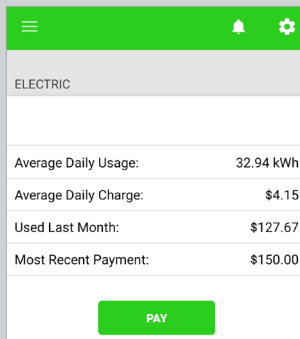 ELECTRIC
Average Daily Usage: 32.94 kWh
Average Daily Charge: $4.15
Used Last Month: $127.67
Most Recent Payment: $150.00
PAY